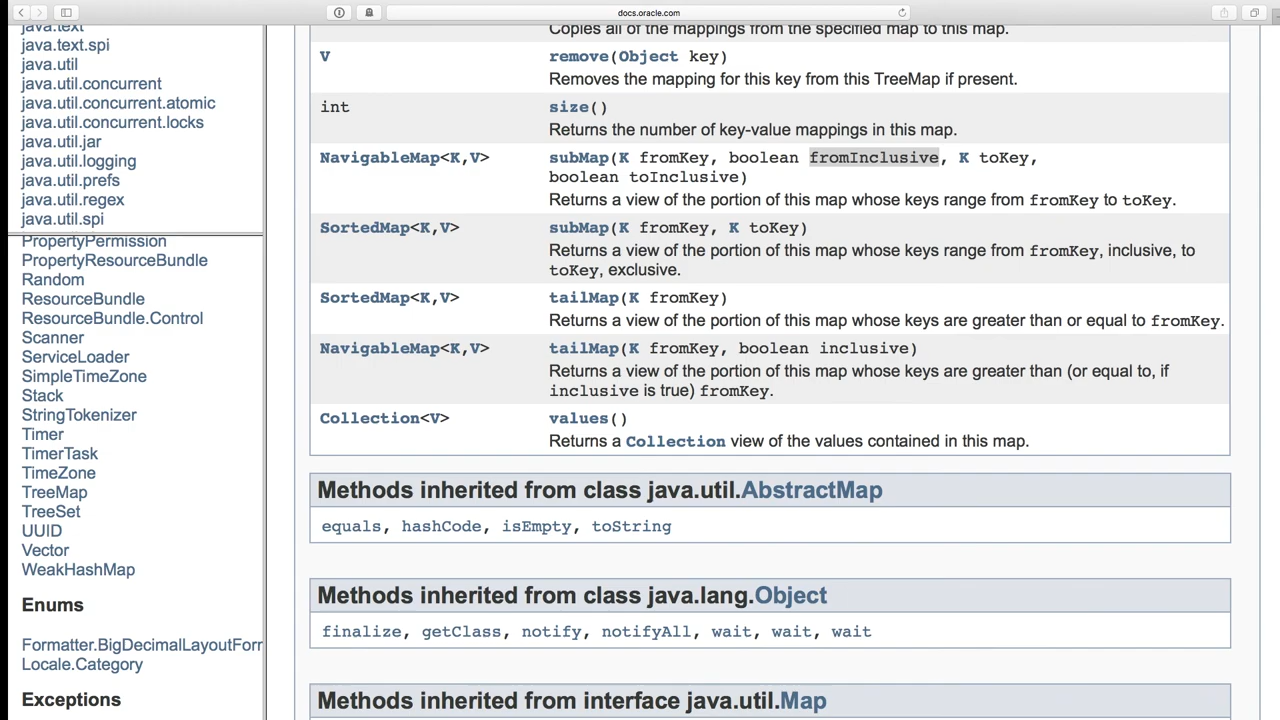 docs.oracle.com
java.text
java.text.spi
java.util
java.util.concurrent
java.util.concurrent.atomic
java.util.concurrent.locks
java.util.jar
java.util.logging
java.util.prefs
java.util.regex
java.util.spi
PropertyPermission
PropertyResourceBundle
Random
ResourceBundle
ResourceBundle.Control
Scanner
ServiceLoader
SimpleTimeZone
Stack
StringTokenizer
Timer
TimerTask
TimeZone
TreeMap
TreeSet
UUID
Vector
WeakHashMap
Enums
Formatter.BigDecimalLayoutForr
Locale.Category
Exceptions
Copies all of the mappings from the specified map to this map.
V remove(Object key)
Removes the mapping for this key from this TreeMap if present.
int size()
Returns the number of key-value mappings in this map.
NavigableMap<K,V> subMap(K fromKey, boolean fromInclusive, K toKey,
boolean toInclusive)
Returns a view of the portion of this map whose keys range from fromKey to toKey.
SortedMap<K,V> subMap(K fromKey, K toKey)
Returns a view of the portion of this map whose keys range from fromKey, inclusive, to
toKey, exclusive.
SortedMap<K,V> tailMap(K fromKey)
Returns a view of the portion of this map whose keys are greater than or equal to fromKey.
NavigableMap<K,V> tailMap(K fromKey, boolean inclusive)
Returns a view of the portion of this map whose keys are greater than (or equal to, if
inclusive is true) fromKey.
Collection<V> values()
Returns a Collection view of the values contained in this map.
Methods inherited from class java.util.AbstractMap
equals, hashCode, isEmpty, toString
Methods inherited from class java.lang.Object
finalize, getClass, notify, notifyAll, wait, wait, wait
Methods inherited from interface java.util.Map